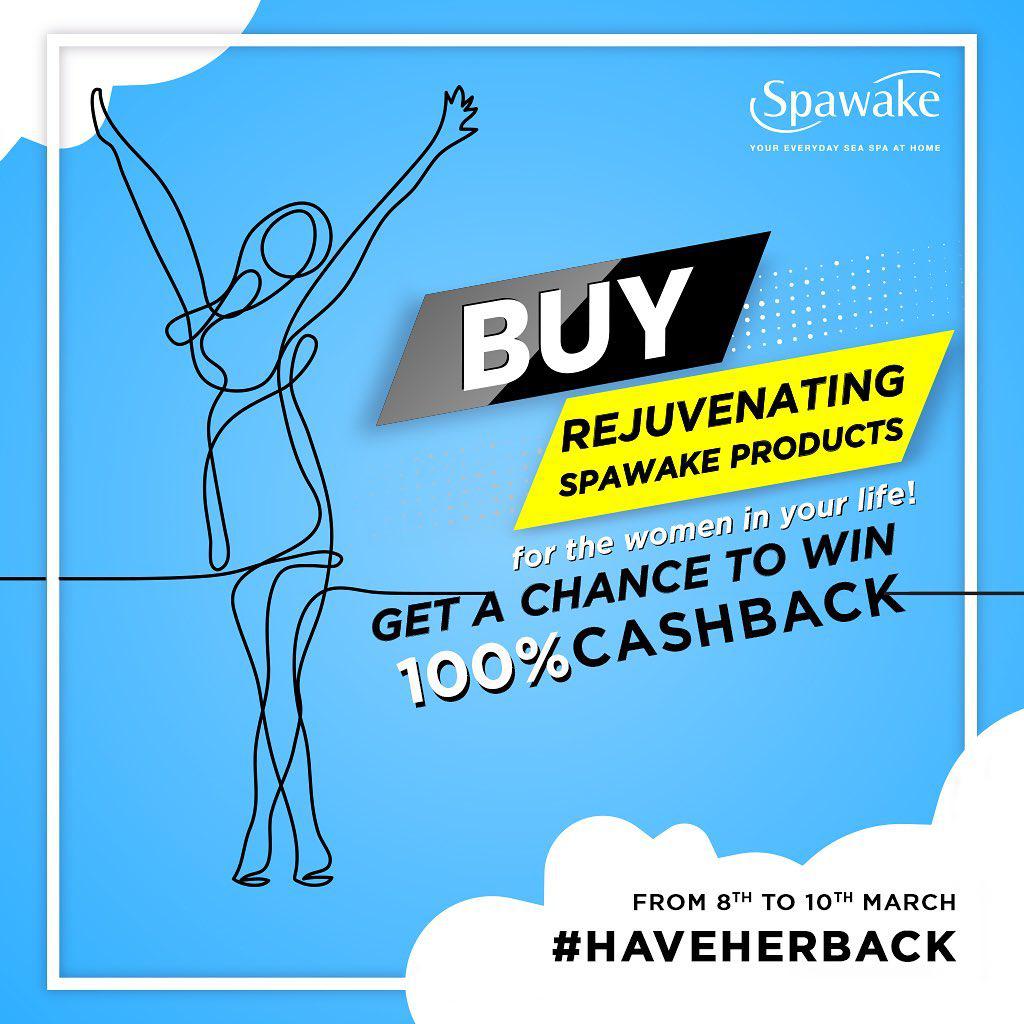 Spawake
YOUR EVERYDAY SEA SPA AT HOME
BUY
REJUVENATING
SPAWAKE PRODUCTS
for the women in your life!
GET A CHANCE TO WIN
100% CASHBACK
FROM 8TH TO 10TH MARCH
#HAVEHERBACK